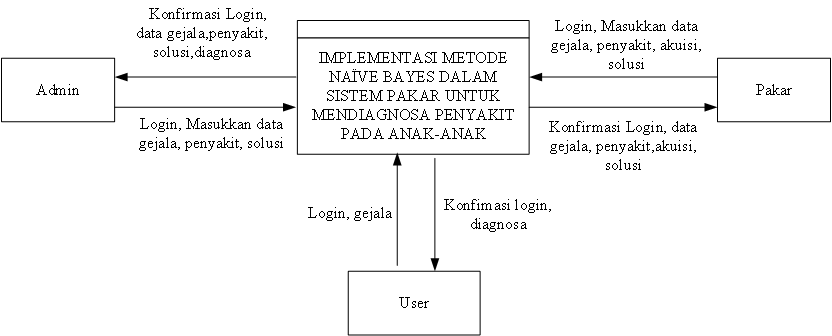 Konfirmasi Login,
data gejala,penyakit,
solusi,diagnosa
Admin
Login, Masukkan data
gejala, penyakit, solusi
IMPLEMENTASI METODE
NAÏVE BAYES DALAM
SISTEM PAKAR UNTUK
MENDIAGNOSA PENYAKIT
PADA ANAK-ANAK
Login, Masukkan data
gejala, penyakit, akuisi,
solusi
Pakar
Konfirmasi Login, data
gejala, penyakit,akuisi,
solusi
Login, gejala
Konfimasi login,
diagnosa
User